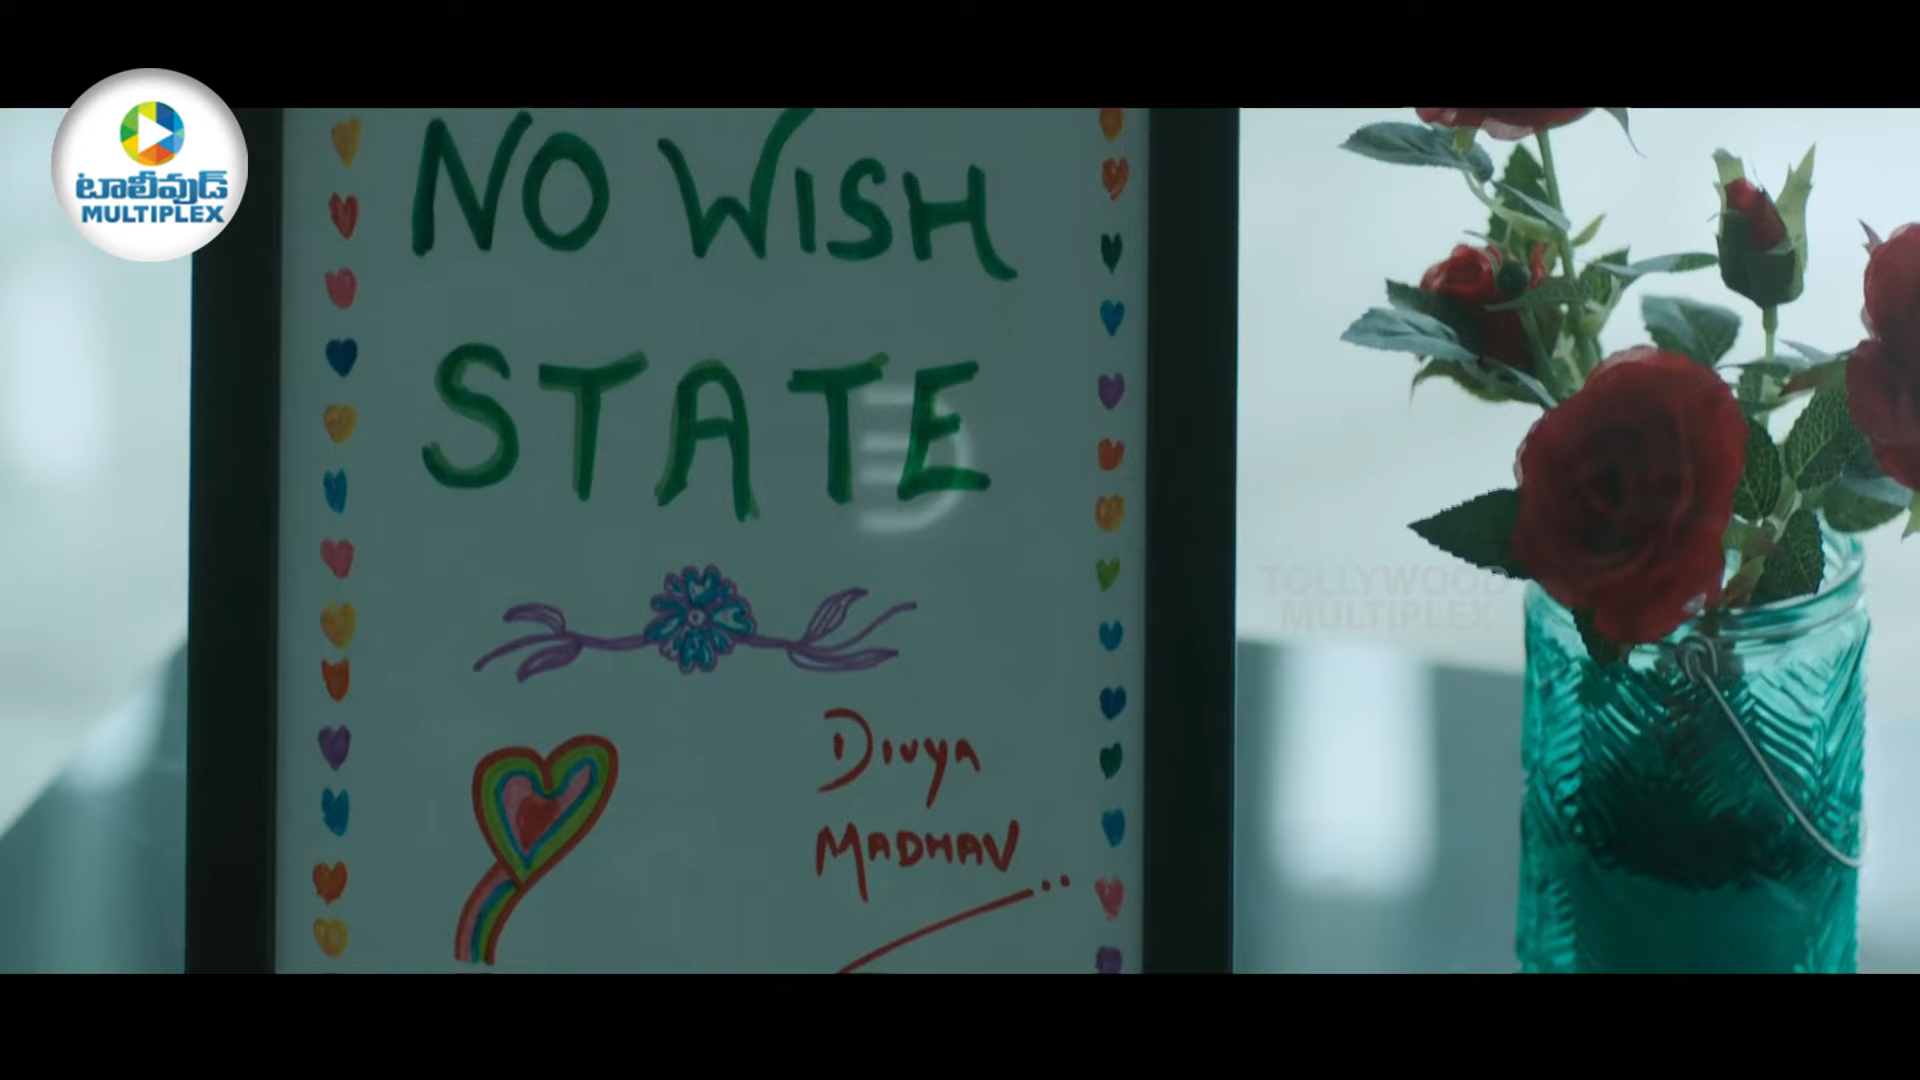 టాలీవుడ్
MULTIPLEX
NO WISH
STATE
TOLLYWOOD
MULTIPLEX
Divya
MADHAV